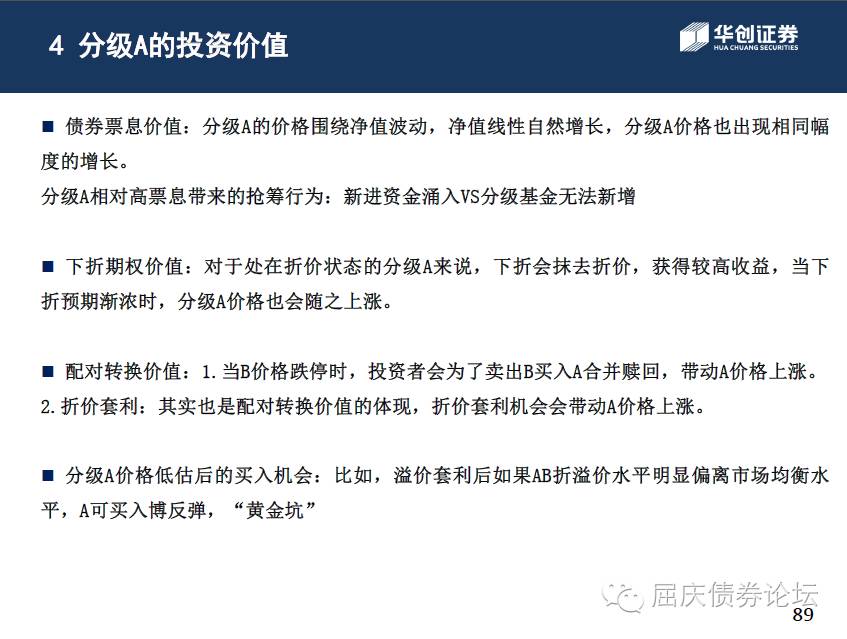 4 分级A的投资价值
华创证券
HUA CHUANG SECURITIES
■ 债券票息价值：分级A的价格围绕净值波动，净值线性自然增长，分级A价格也出现相同幅
度的增长。
分级A相对高票息带来的抢筹行为：新进资金涌入VS分级基金无法新增
■ 下折期权价值：对于处在折价状态的分级A来说，下折会抹去折价，获得较高收益，当下
折预期渐浓时，分级A价格也会随之上涨。
■ 配对转换价值：1.当B价格跌停时，投资者会为了卖出B买入A合并赎回，带动A价格上涨。
2.折价套利：其实也是配对转换价值的体现，折价套利机会会带动A价格上涨。
■ 分级A价格低估后的买入机会：比如，溢价套利后如果AB折溢价水平明显偏离市场均衡水
平，A可买入博反弹，“黄金坑”
屈庆债券论坛
89